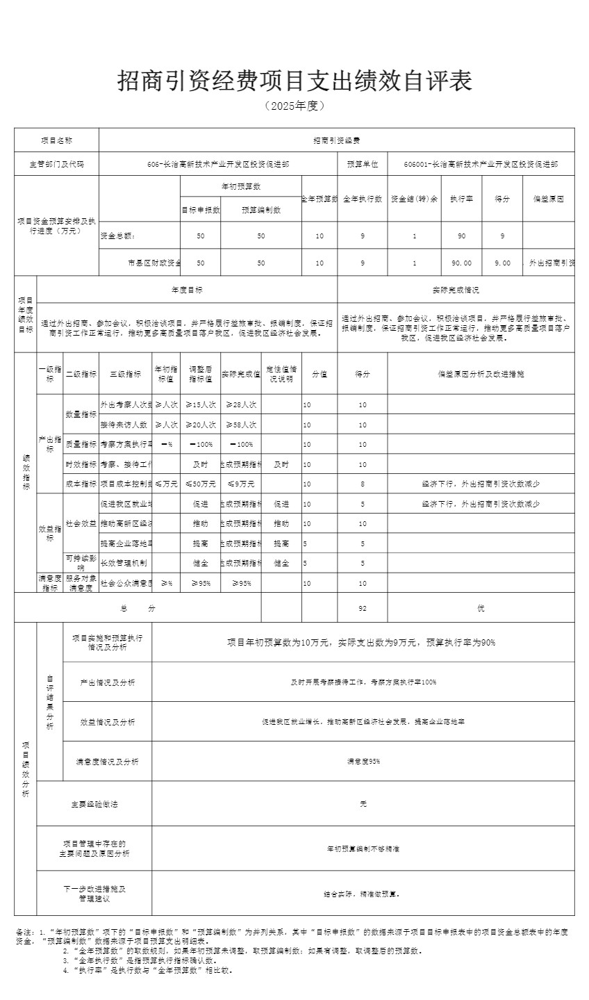 招商引资经费项目支出绩效自评表
（2025年度）
项目名称 招商引资经费
主管部门及代码 606-长治高新技术产业开发区投资促进部 预算单位 606001-长治高新技术产业开发区投资促进部
项目资金预算安排及执
行进度（万元）
年初预算数 全年预算数 全年执行数 资金结(转)余 执行率 得分 偏差原因
目标申报数 预算编制数
资金总额： 50 50 10 9 1 90 9
市县区财政资金 50 50 10 9 1 90.00 9.00 外出招商引资
项目
年度
绩效
目标
年度目标 实际完成情况
通过外出招商、参加会议，积极洽谈项目，并严格履行差旅审批、报销制度，保证招
商引资工作正常运行，推动更多高质量项目落户我区，促进我区经济社会发展。
通过外出招商、参加会议，积极洽谈项目，并严格履行差旅审批、
报销制度，保证招商引资工作正常运行，推动更多高质量项目落户
我区，促进我区经济社会发展。
绩
效
指
标
一级指
标
二级指标 三级指标
年初指
标值
调整后
指标值
实际完成值
定性值情
况说明
分值 得分 偏差原因分析及改进措施
产出指
标
数量指标
外出考察人次数 ≥人次 ≥15人次 ≥28人次 10 10
接待来访人数 ≥人次 ≥20人次 ≥58人次 10 10
质量指标 考察方案执行率 =% =100% =100% 10 10
时效指标 考察、接待工作 及时 达成预期指标 及时 10 10
成本指标 项目成本控制数 ≤万元 ≤50万元 ≤9万元 10 8 经济下行，外出招商引资次数减少
效益指
标
社会效益
促进我区就业增 促进 达成预期指标 促进 10 5 经济下行，外出招商引资次数减少
推动高新区经济 推动 达成预期指标 推动 10 10
提高企业落地率 提高 达成预期指标 提高 5 5
可持续影
响
长效管理机制 健全 达成预期指标 健全 5 5
满意度
指标
服务对象
满意度
社会公众满意度 ≥% ≥95% ≥95% 10 10
总 分 92 优
项
目
绩
效
分
析
自
评
结
果
分
析
项目实施和预算执行
情况及分析
项目年初预算数为10万元，实际支出数为9万元，预算执行率为90%
产出情况及分析 及时开展考察接待工作，考察方案执行率100%
效益情况及分析 促进我区就业增长，推动高新区经济社会发展，提高企业落地率
满意度情况及分析 满意度95%
主要经验做法 无
项目管理中存在的
主要问题及原因分析
年初预算编制不够精准
下一步改进措施及
管理建议
结合实际，精准做预算。
备注：1.“年初预算数”项下的“目标申报数”和“预算编制数”为并列关系，其中“目标申报数”的数据来源于项目目标申报表中的项目资金总额表中的年度
资金，“预算编制数”数据来源于项目预算支出明细表。
2.“全年预算数”的取数规则，如果年初预算未调整，取预算编制数；如果有调整，取调整后的预算数。
3.“全年执行数”是指预算执行指标确认数。
4.“执行率”是执行数与“全年预算数”相比较。